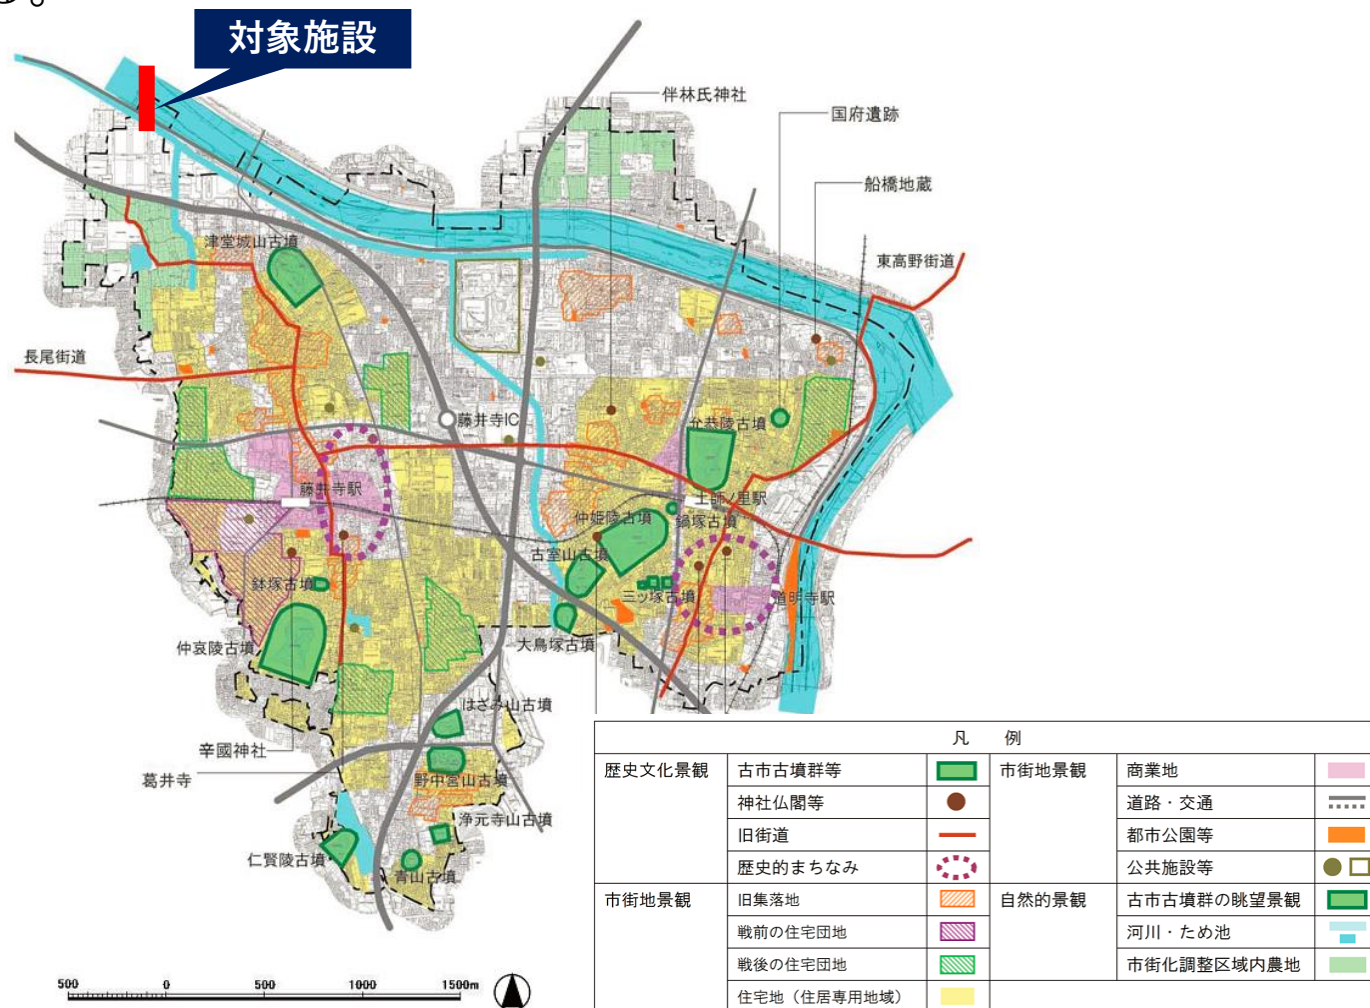 る。
対象施設
伴林氏神社
国府遺跡
船橋地蔵
東高野街道
津堂城山古墳
長尾街道
藤井寺IC
允恭陵古墳
藤井寺駅
土師ノ里駅
仲姫陵古墳
鍋塚古墳
古室山古墳
鉢塚古墳
三ッ塚古墳
道明寺駅
仲哀陵古墳
大鳥塚古墳
はざみ山古墳
辛國神社
葛井寺
野中宮山古墳
浄元寺山古墳
仁賢陵古墳
青山古墳
500 0 500 1000 1500m
凡 例
歴史文化景観 古市古墳群等 市街地景観 商業地
神社仏閣等 道路・交通
旧街道 都市公園等
歴史的まちなみ 公共施設等
市街地景観 旧集落地 自然的景観 古市古墳群の眺望景観
戦前の住宅団地 河川・ため池
戦後の住宅団地 市街化調整区域内農地
住宅地（住居専用地域）